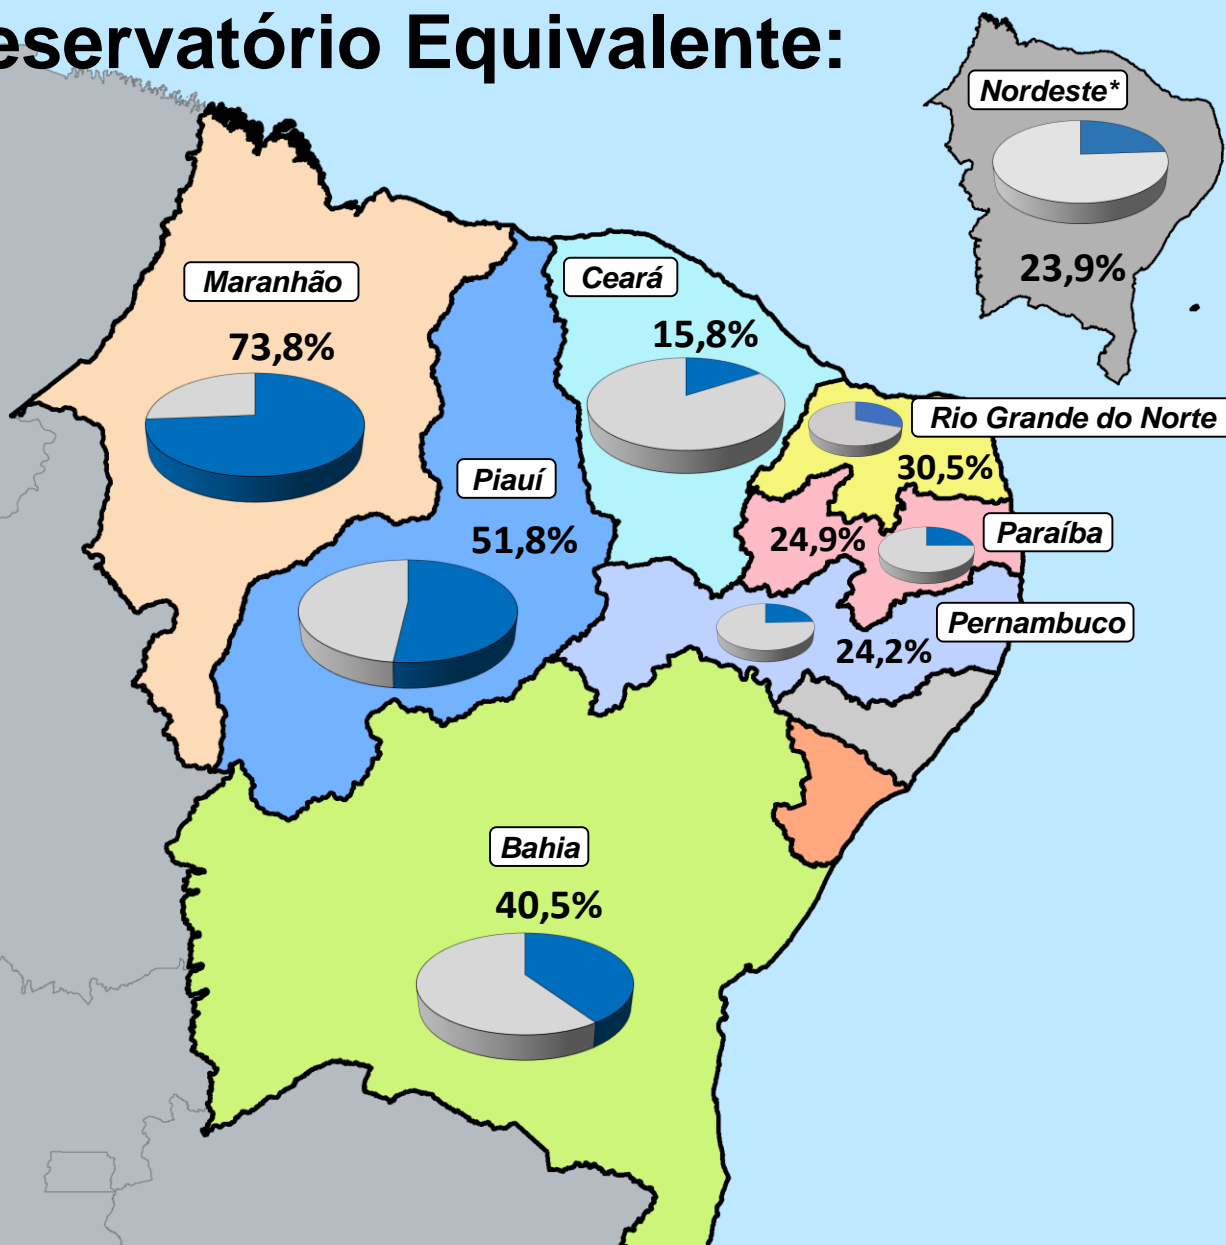 eservatório Equivalente:
Nordeste*
23,9%
Maranhão
73,8%
Ceará
15,8%
Rio Grande do Norte
30,5%
Piauí
51,8%
Paraíba
24,9%
Pernambuco
24,2%
Bahia
40,5%